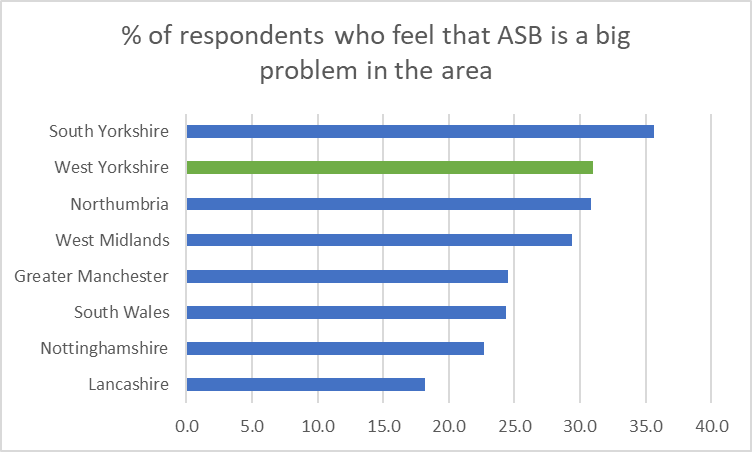 % of respondents who feel that ASB is a big
problem in the area
South Yorkshire
West Yorkshire
Northumbria
West Midlands
Greater Manchester
South Wales
Nottinghamshire
Lancashire
0.0 5.0 10.0 15.0 20.0 25.0 30.0 35.0 40.0